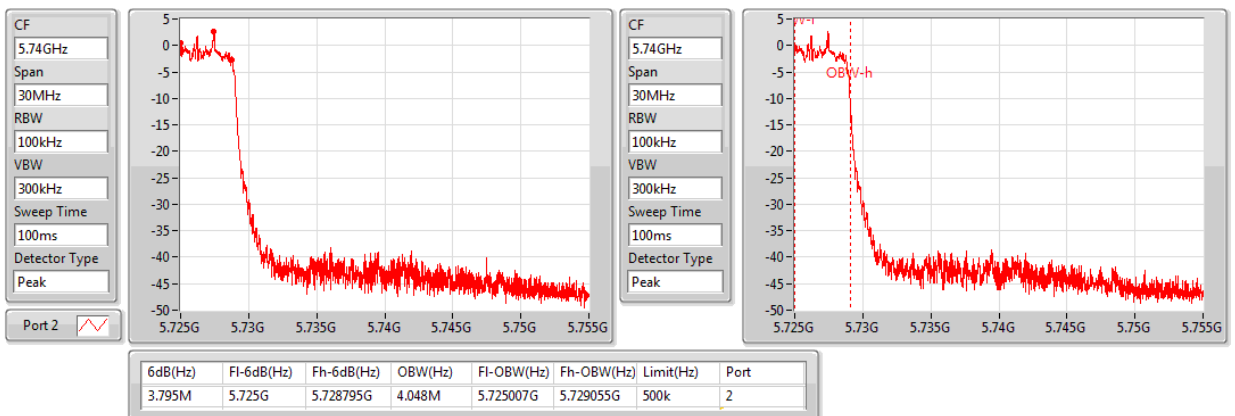 CF
5.74GHz
Span
30MHz
RBW
100kHz
VBW
300kHz
Sweep Time
100ms
Detector Type
Peak
Port 2
5
0
-5
-10
-15
-20
-25
-30
-35
-40
-45
-50
5.725G 5.73G 5.735G 5.74G 5.745G 5.75G 5.755G
CF
5.74GHz
Span
30MHz
RBW
100kHz
VBW
300kHz
Sweep Time
100ms
Detector Type
Peak
5
0
-5
-10
-15
-20
-25
-30
-35
-40
-45
-50
OBW-h
5.725G 5.73G 5.735G 5.74G 5.745G 5.75G 5.755G
6dB(Hz) Fl-6dB(Hz) Fh-6dB(Hz) OBW(Hz) Fl-OBW(Hz) Fh-OBW(Hz) Limit(Hz) Port
3.795M 5.725G 5.728795G 4.048M 5.725007G 5.729055G 500k 2